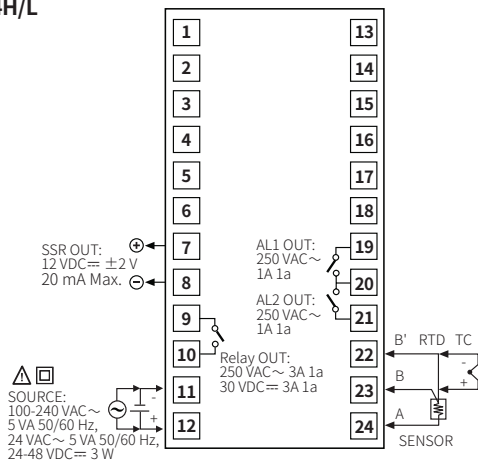 H/L
1
13
2
14
3
15
4
16
5
17
6
18
SSR OUT:
12 VDC⎓ ±2 V
20 mA Max.
+
7
−
8
AL1 OUT:
250 VAC～
1A 1a
19
20
AL2 OUT:
250 VAC～
1A 1a
21
9
10
Relay OUT:
250 VAC～ 3A 1a
30 VDC⎓ 3A 1a
B' RTD TC
22
-
+
B
23
A
24
SENSOR
SOURCE:
100-240 VAC～
5 VA 50/60 Hz,
24 VAC～ 5 VA 50/60 Hz,
24-48 VDC⎓ 3 W
-
+
11
12